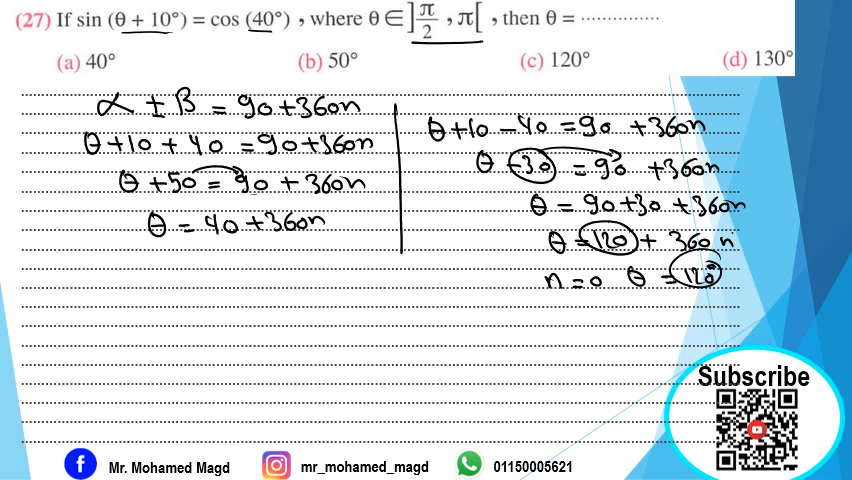 (27) If sin (θ + 10°) = cos (40°) , where θ ∈ ]π/2 , π[ , then θ = ···············
(a) 40° (b) 50° (c) 120° (d) 130°
α ± β = 90 + 360n
θ + 10 + 40 = 90 + 360n
θ + 50 = 90 + 360n
θ = 40 + 360n
θ + 10 - 40 = 90 + 360n
θ - 30 = 90 + 360n
θ = 90 + 30 + 360n
θ = 120 + 360n
n = 0 θ = 120°
Subscribe
Mr. Mohamed Magd
mr_mohamed_magd
01150005621